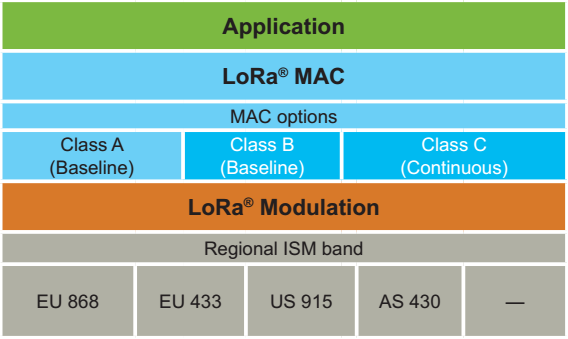 Application
LoRa® MAC
MAC options
Class A
(Baseline)
Class B
(Baseline)
Class C
(Continuous)
LoRa® Modulation
Regional ISM band
EU 868
EU 433
US 915
AS 430
—